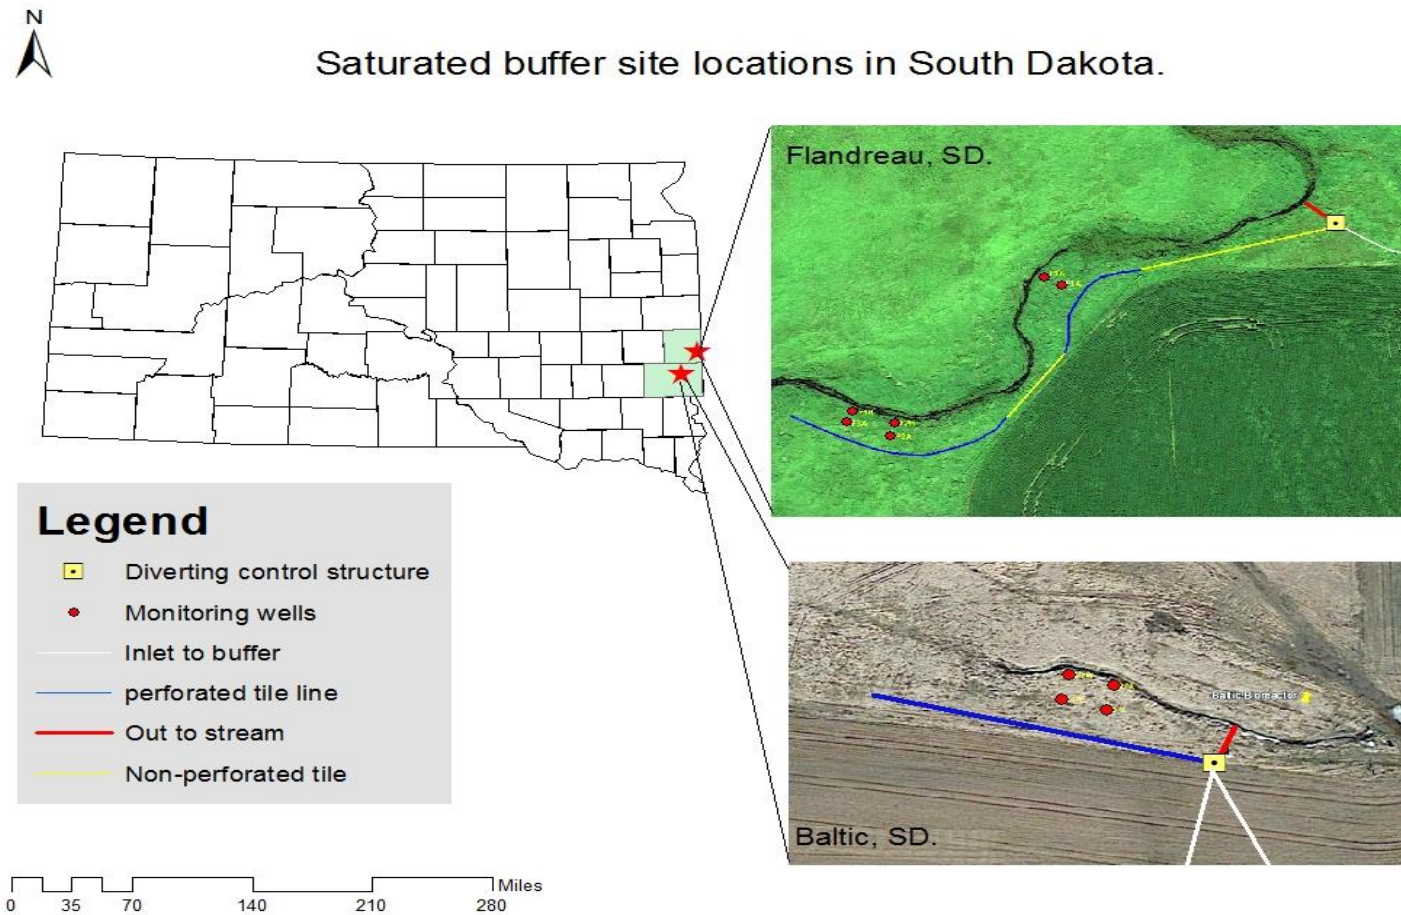 N
Saturated buffer site locations in South Dakota.
Flandreau, SD.
Legend
Diverting control structure
Monitoring wells
Inlet to buffer
perforated tile line
Out to stream
Non-perforated tile
Baltic, SD.
Miles
0 35 70 140 210 280